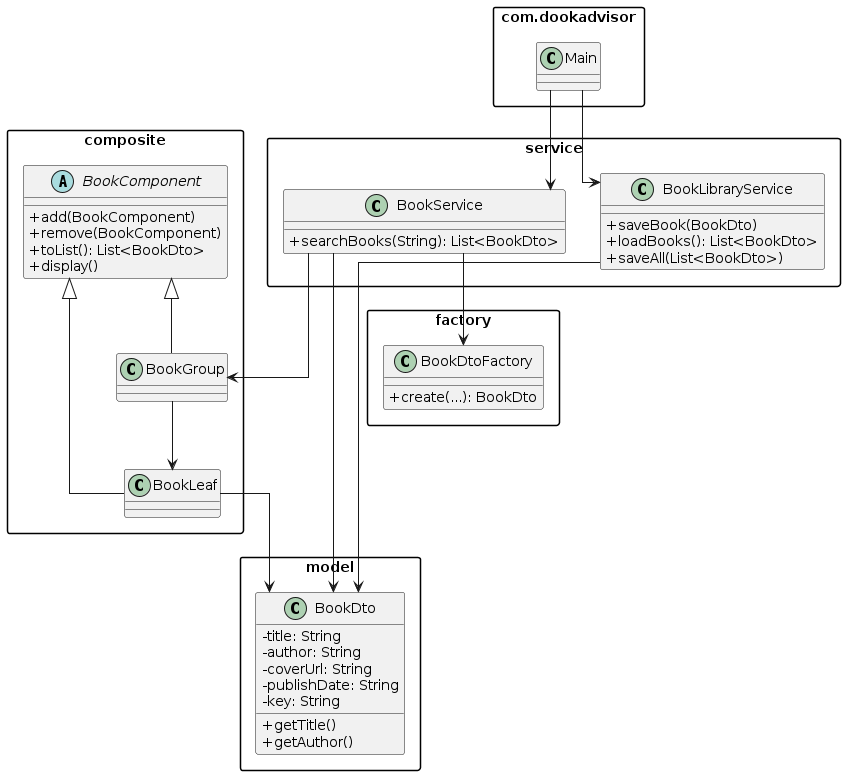 com.dookadvisor
C Main
composite
A BookComponent
+add(BookComponent)
+remove(BookComponent)
+toList(): List<BookDto>
+display()
C BookGroup
C BookLeaf
service
C BookService
+searchBooks(String): List<BookDto>
C BookLibraryService
+saveBook(BookDto)
+loadBooks(): List<BookDto>
+saveAll(List<BookDto>)
factory
C BookDtoFactory
+create(...): BookDto
model
C BookDto
-title: String
-author: String
-coverUrl: String
-publishDate: String
-key: String
+getTitle()
+getAuthor()